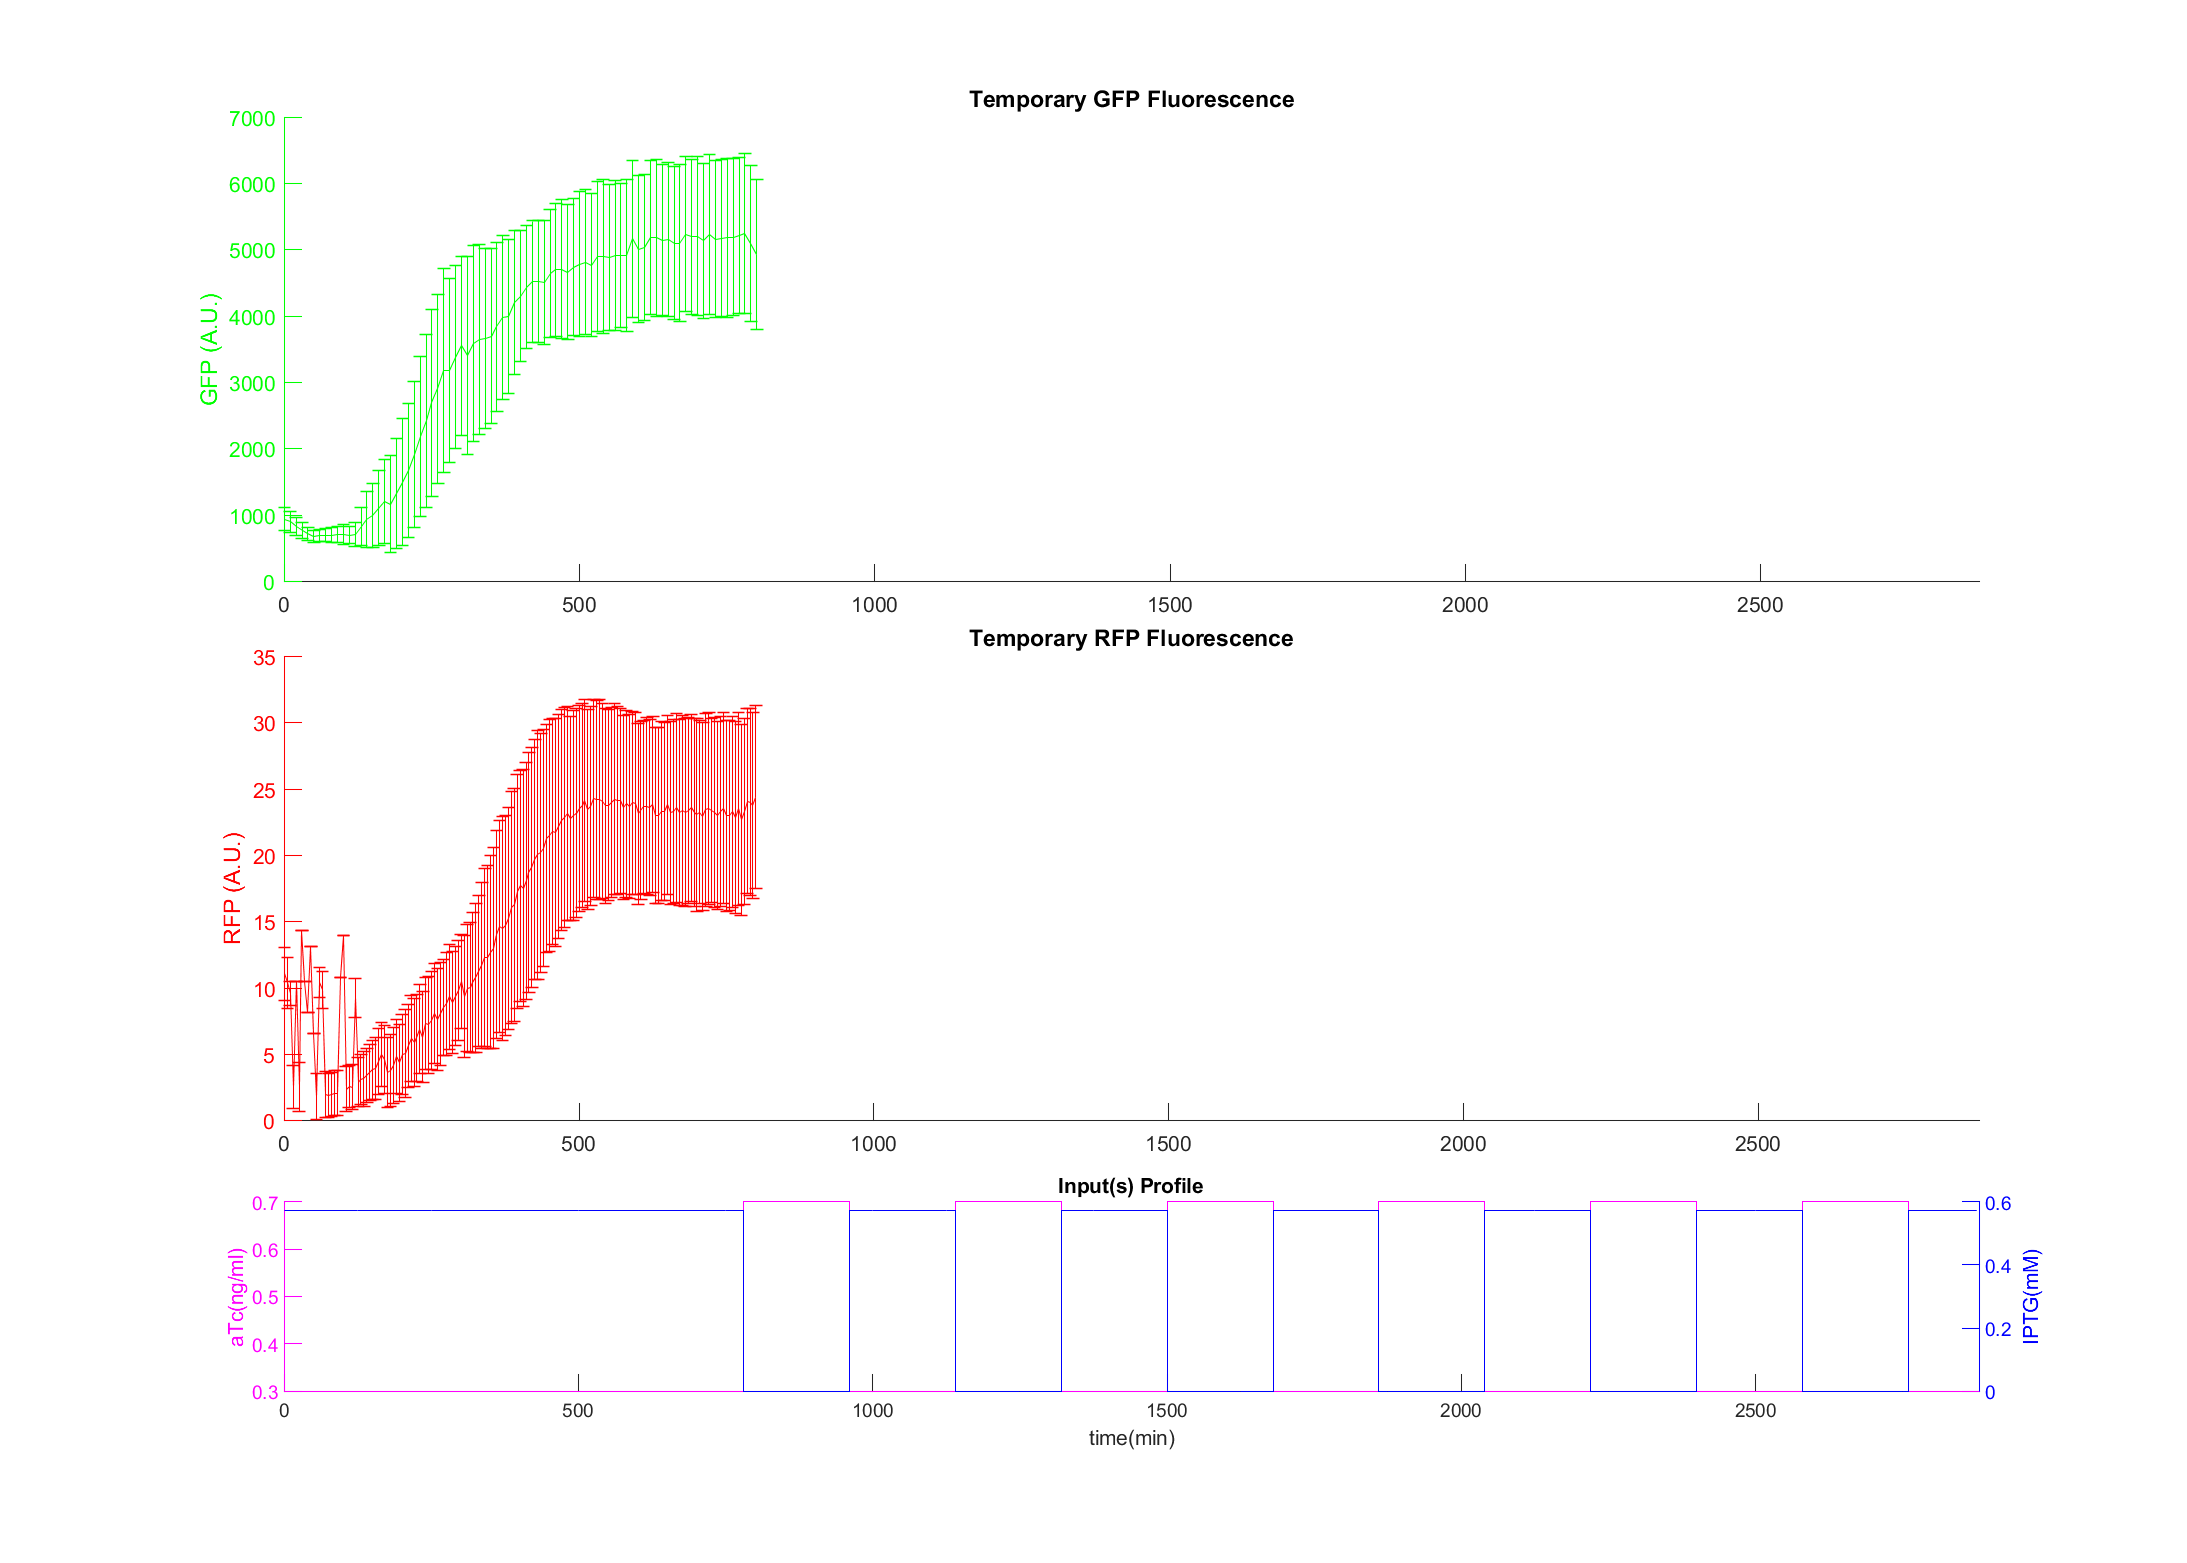 Temporary GFP Fluorescence
7000
6000
5000
4000
3000
2000
1000
0
GFP (A.U.)
0 500 1000 1500 2000 2500
Temporary RFP Fluorescence
35
30
25
20
15
10
5
0
RFP (A.U.)
0 500 1000 1500 2000 2500
Input(s) Profile
0.7
0.6
0.5
0.4
0.3
aTc(ng/ml)
0.6
0.4
0.2
0
IPTG(mM)
0 500 1000 1500 2000 2500
time(min)